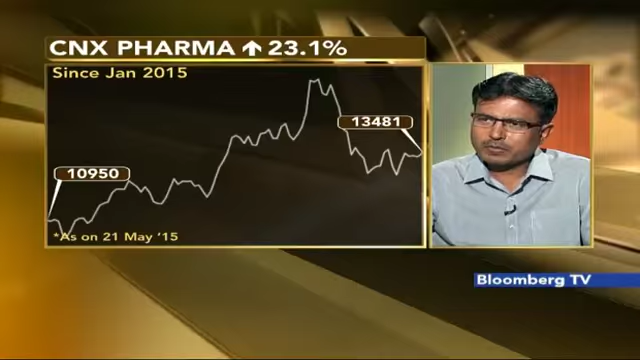 CNX PHARMA ↑ 23.1%
Since Jan 2015
13481
10950
*As on 21 May '15
Bloomberg TV